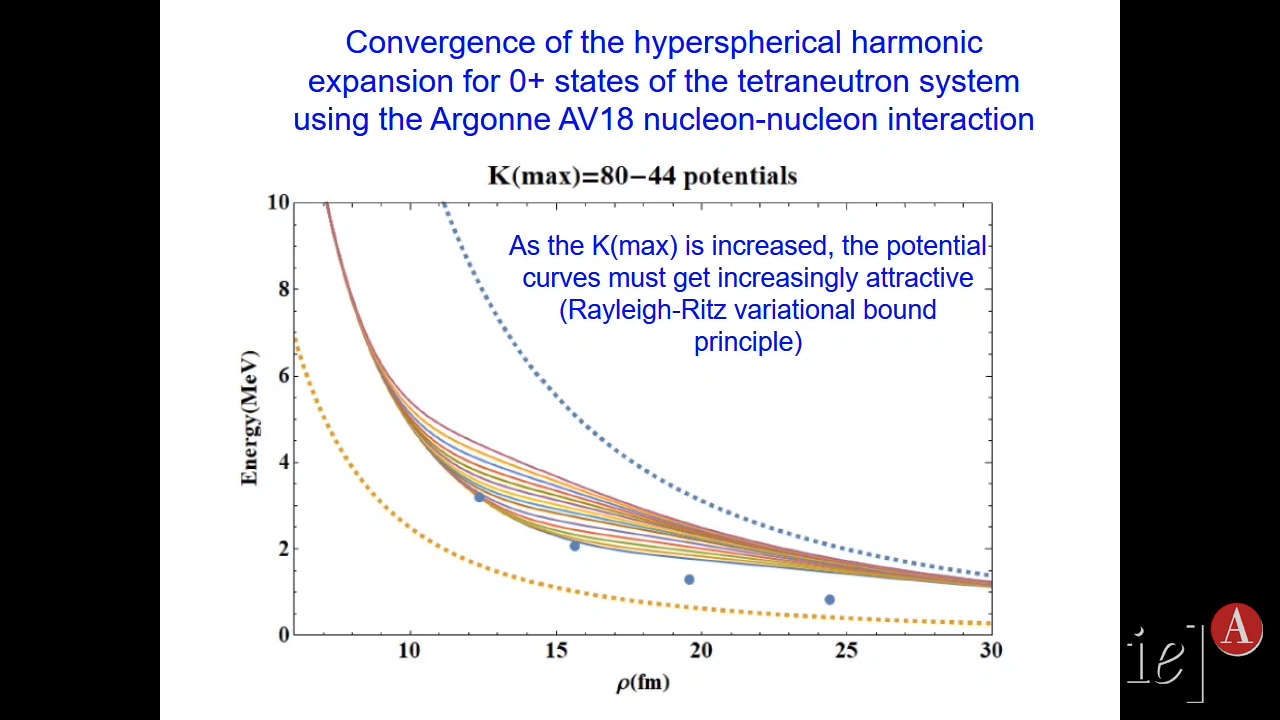 Convergence of the hyperspherical harmonic
expansion for 0+ states of the tetraneutron system
using the Argonne AV18 nucleon-nucleon interaction
K(max)=80−44 potentials
As the K(max) is increased, the potential
curves must get increasingly attractive
(Rayleigh-Ritz variational bound
principle)
10
8
6
4
2
0
Energy(MeV)
10 15 20 25 30
ρ(fm)
ie]
A